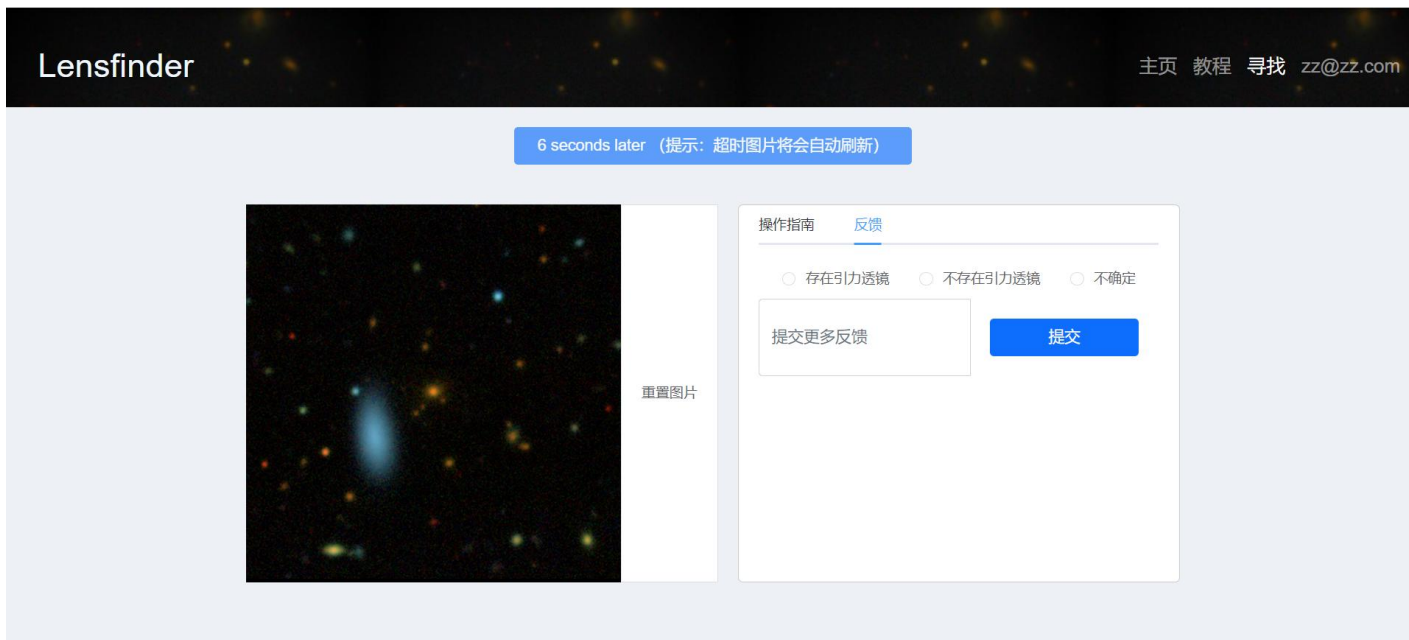 Lensfinder
主页 教程 寻找 zz@zz.com
6 seconds later （提示：超时图片将会自动刷新）
重置图片
操作指南 反馈
存在引力透镜 不存在引力透镜 不确定
提交更多反馈
提交